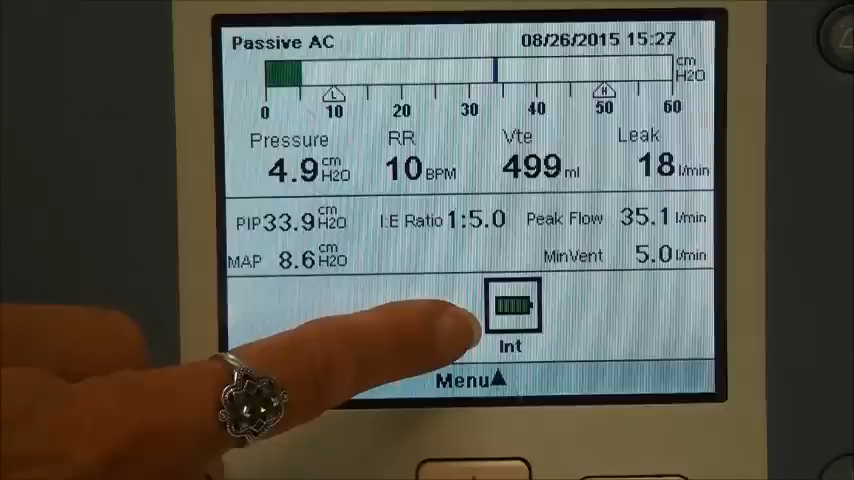 Passive AC 08/26/2015 15:27
cm
H2O
L H
0 10 20 30 40 50 60
Pressure RR Vte Leak
4.9 cm H2O 10 BPM 499 ml 18 l/min
PIP 33.9 cm H2O I:E Ratio 1:5.0 Peak Flow 35.1 l/min
MAP 8.6 cm H2O MinVent 5.0 l/min
Int
Menu